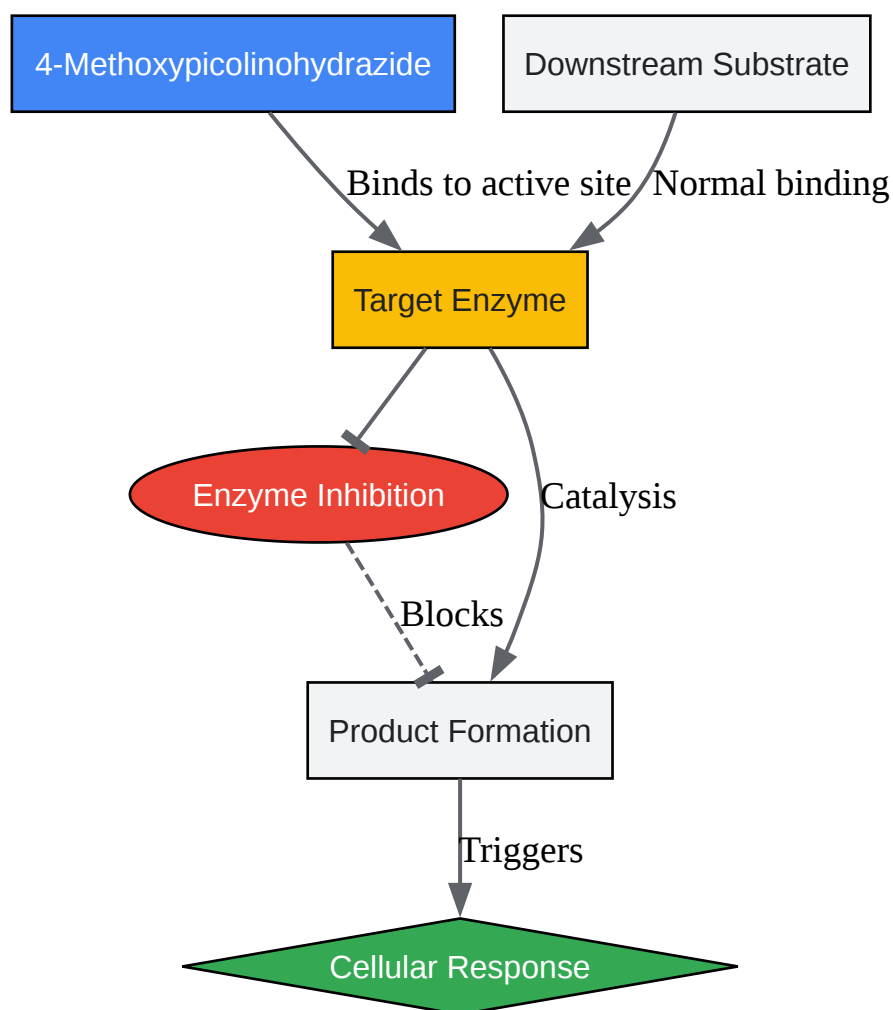 4-Methoxypicolinohydrazide
Downstream Substrate
Binds to active site
Normal binding
Target Enzyme
Enzyme Inhibition
Catalysis
Blocks
Product Formation
Triggers
Cellular Response